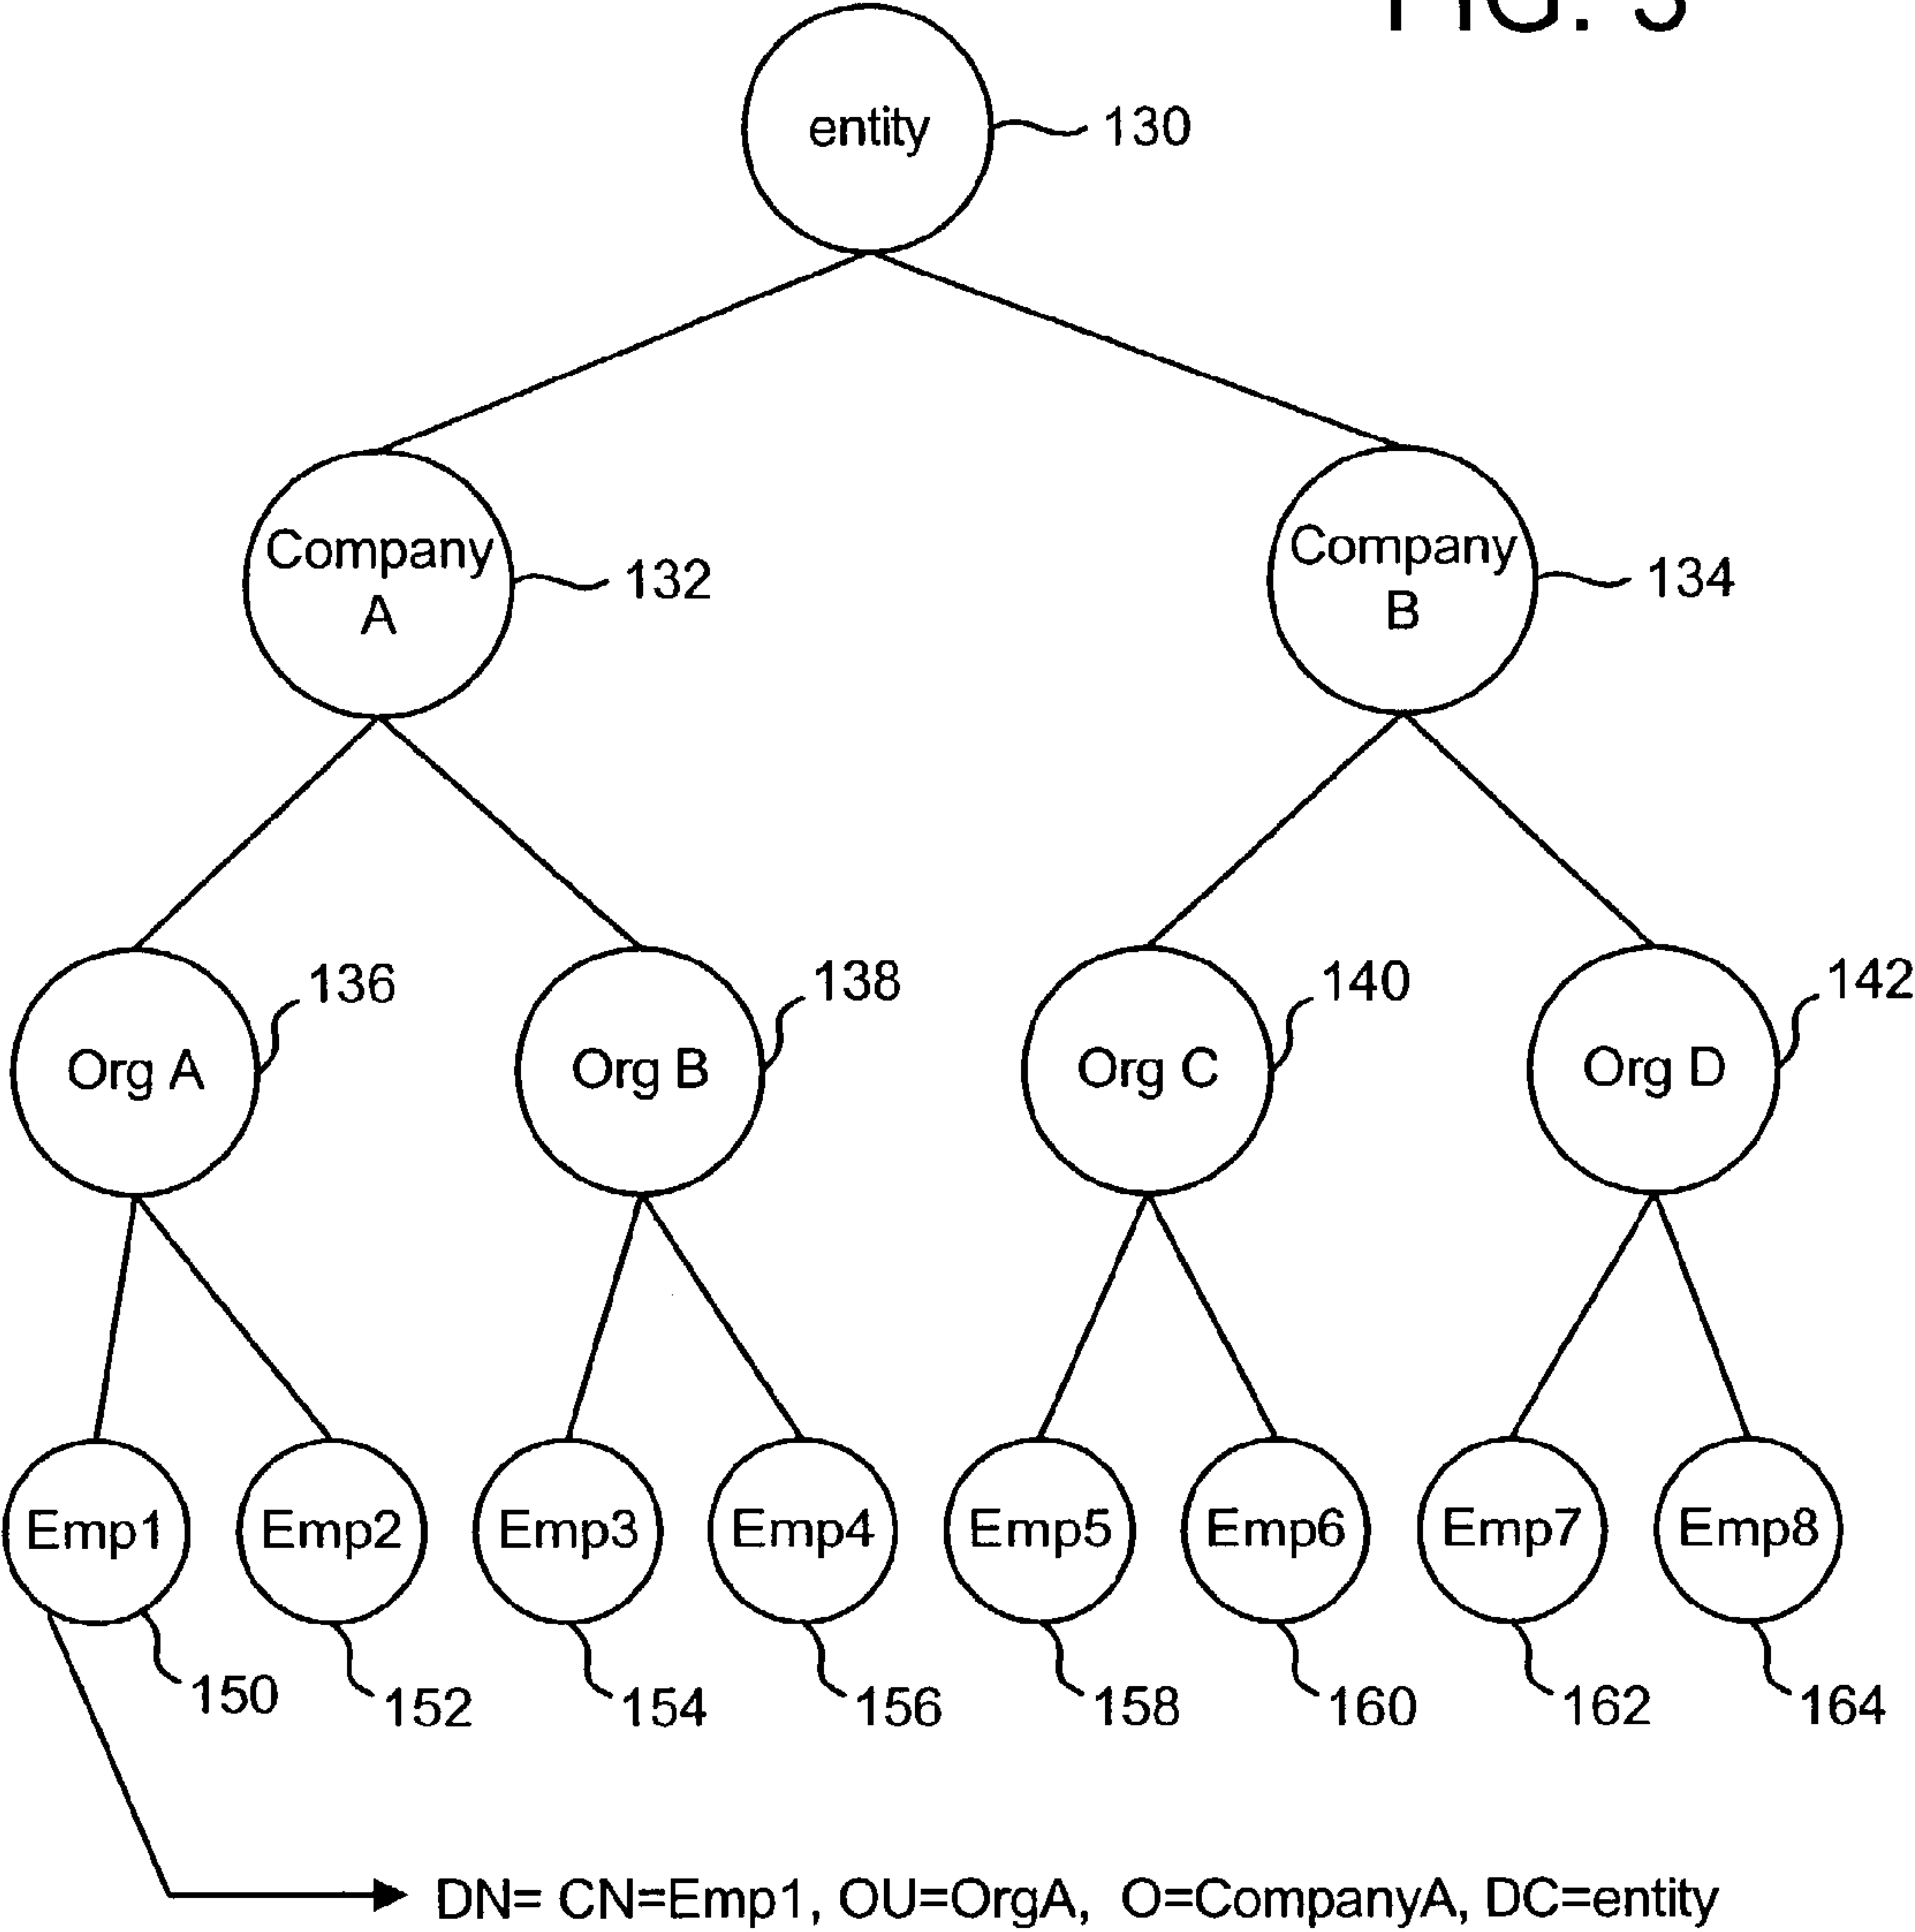 FIG. 3
entity
130
Company
A
132
Company
B
134
136
138
140
142
Org A
Org B
Org C
Org D
Emp1
Emp2
Emp3
Emp4
Emp5
Emp6
Emp7
Emp8
150
152
154
156
158
160
162
164
DN= CN=Emp1, OU=OrgA, O=CompanyA, DC=entity